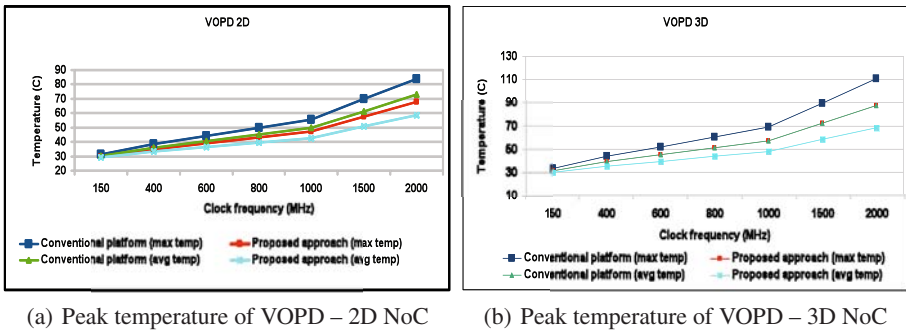 VOPD 2D
Temperature (C)
90
80
70
60
50
40
30
20
150 400 600 800 1000 1500 2000
Clock frequency (MHz)
Conventional platform (max temp) Proposed approach (max temp)
Conventional platform (avg temp) Proposed approach (avg temp)
(a) Peak temperature of VOPD – 2D NoC
VOPD 3D
Temperature (C)
130
110
90
70
50
30
10
150 400 600 800 1000 1500 2000
Clock frequency (MHz)
Conventional platform (max temp) Proposed approach (max temp)
Conventional platform (avg temp) Proposed approach (avg temp)
(b) Peak temperature of VOPD – 3D NoC